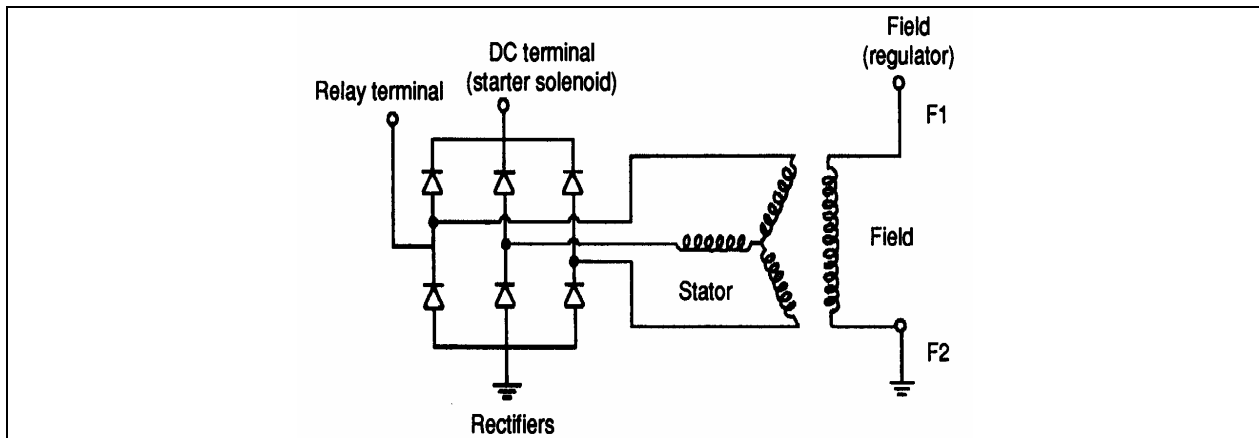 Field
(regulator)
DC terminal
(starter solenoid)
Relay terminal
F1
Field
Stator
F2
Rectifiers